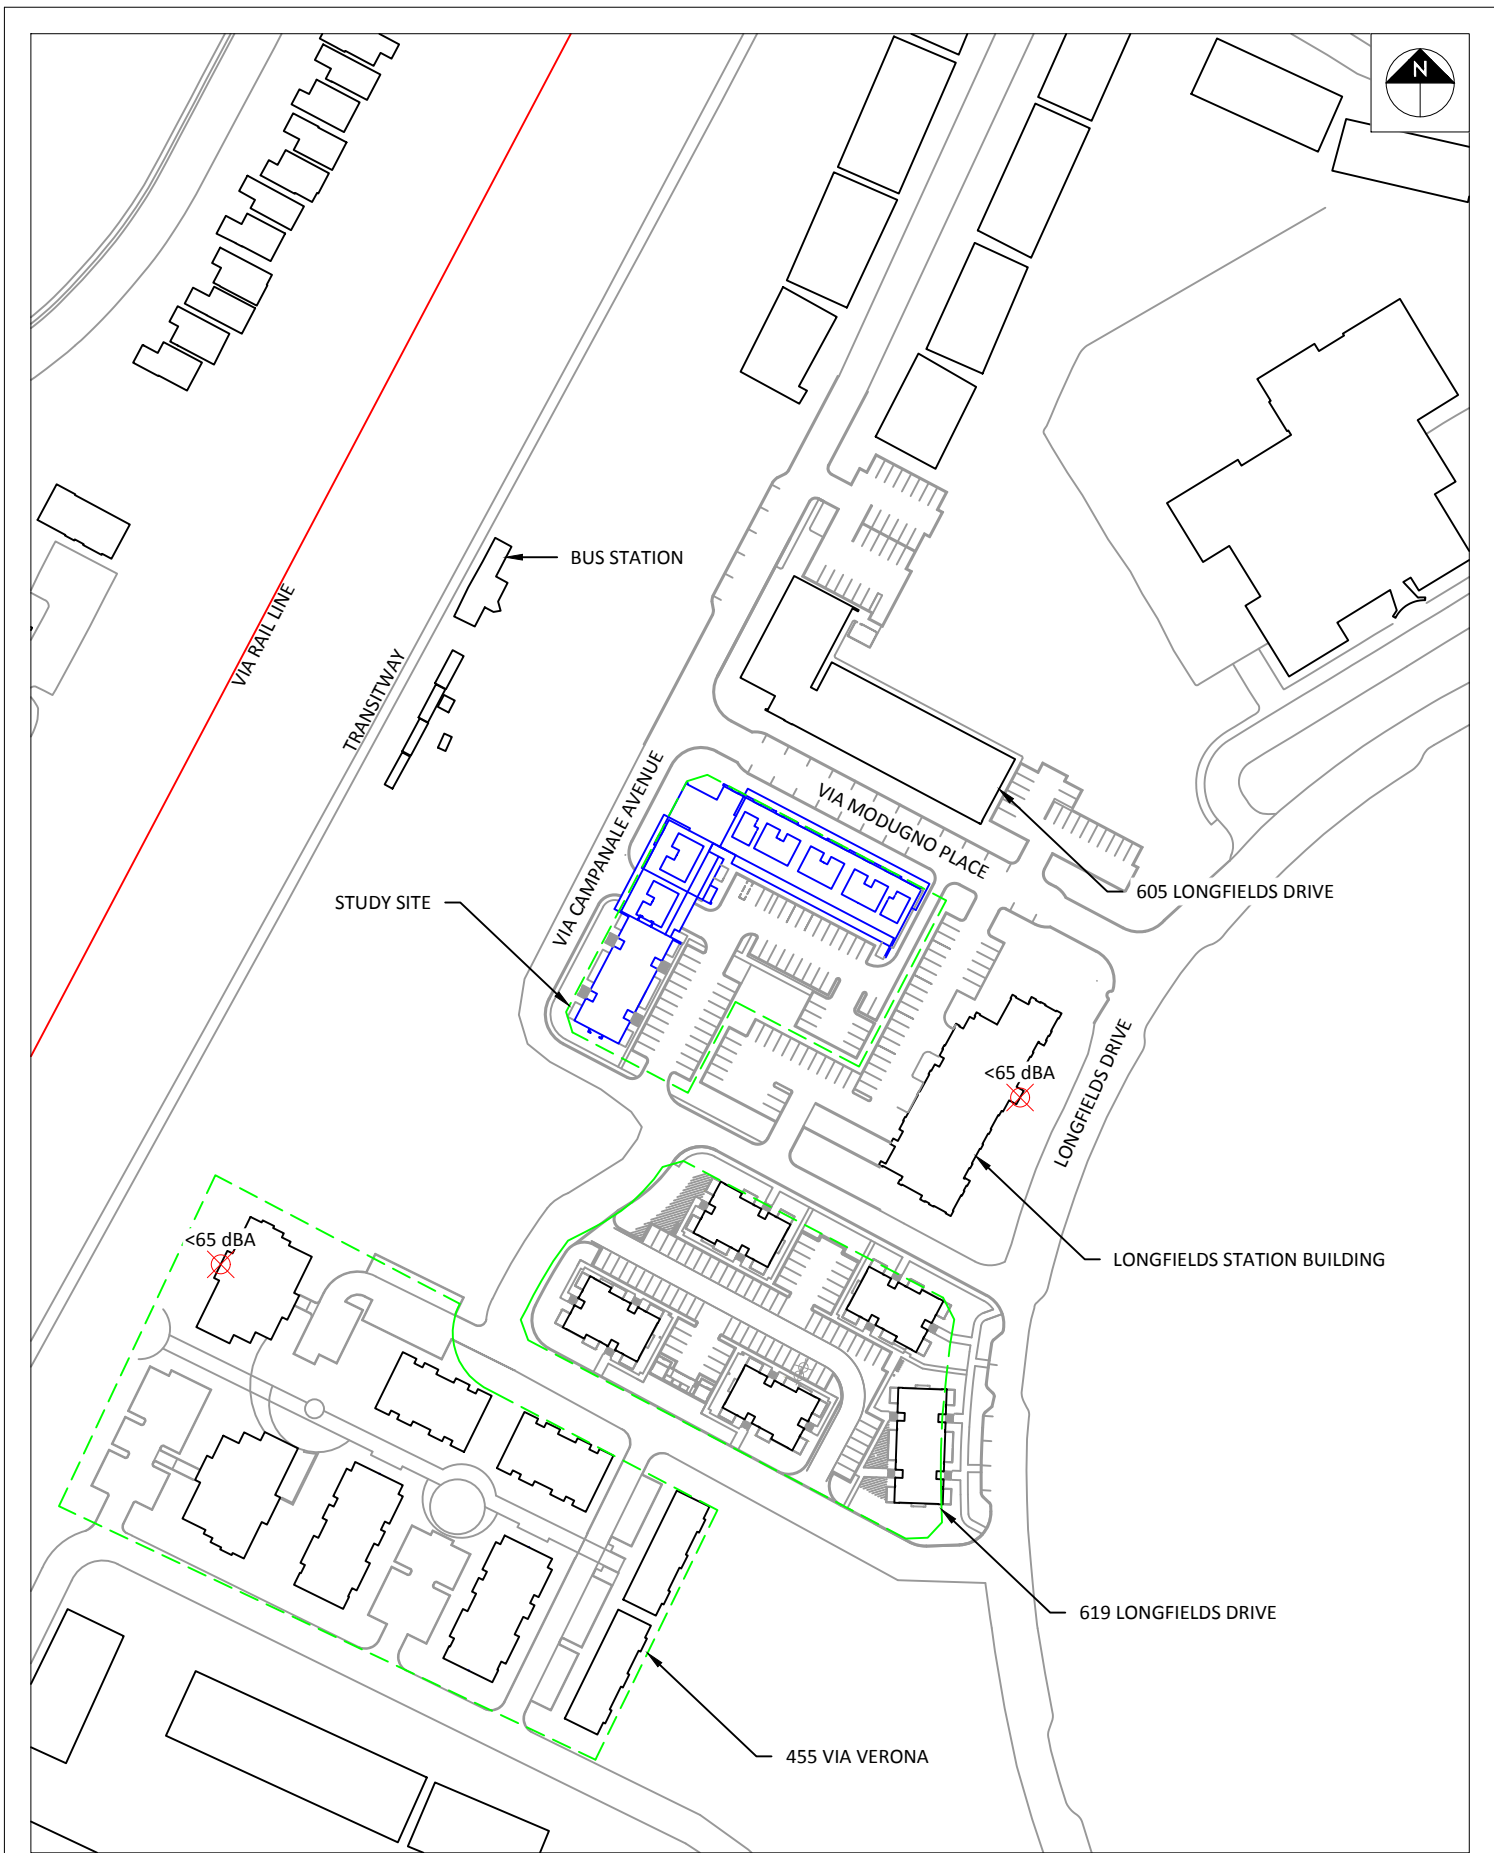 N
BUS STATION
VIA RAIL LINE
TRANSITWAY
VIA CAMPANALE AVENUE
VIA MODUGNO PLACE
605 LONGFIELDS DRIVE
STUDY SITE
<65 dBA
LONGFIELDS DRIVE
<65 dBA
LONGFIELDS STATION BUILDING
619 LONGFIELDS DRIVE
455 VIA VERONA